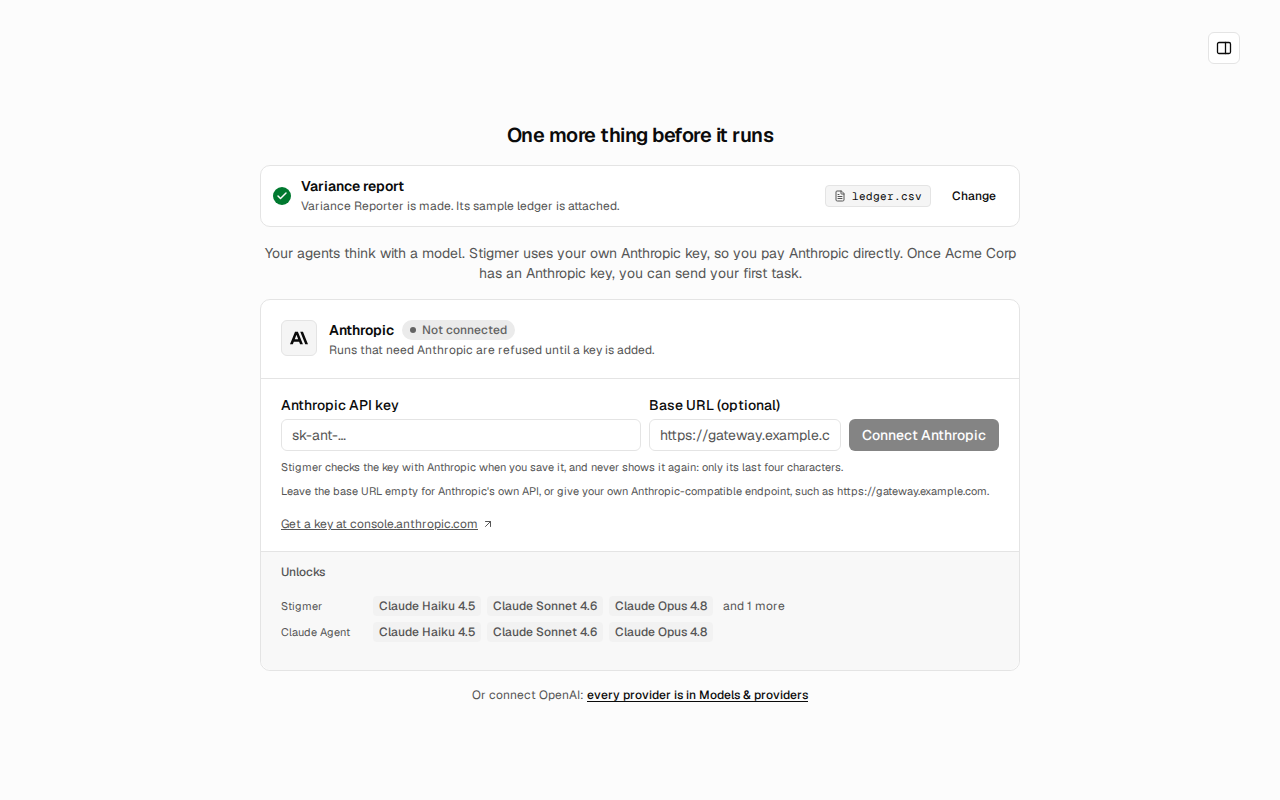 One more thing before it runs
Variance report
Variance Reporter is made. Its sample ledger is attached.
ledger.csv
Change
Your agents think with a model. Stigmer uses your own Anthropic key, so you pay Anthropic directly. Once Acme Corp
has an Anthropic key, you can send your first task.
Anthropic
Not connected
Runs that need Anthropic are refused until a key is added.
Anthropic API key
Base URL (optional)
sk-ant-...
https://gateway.example.c
Connect Anthropic
Stigmer checks the key with Anthropic when you save it, and never shows it again: only its last four characters.
Leave the base URL empty for Anthropic's own API, or give your own Anthropic-compatible endpoint, such as https://gateway.example.com.
Get a key at console.anthropic.com
Unlocks
Stigmer Claude Haiku 4.5 Claude Sonnet 4.6 Claude Opus 4.8 and 1 more
Claude Agent Claude Haiku 4.5 Claude Sonnet 4.6 Claude Opus 4.8
Or connect OpenAI: every provider is in Models & providers